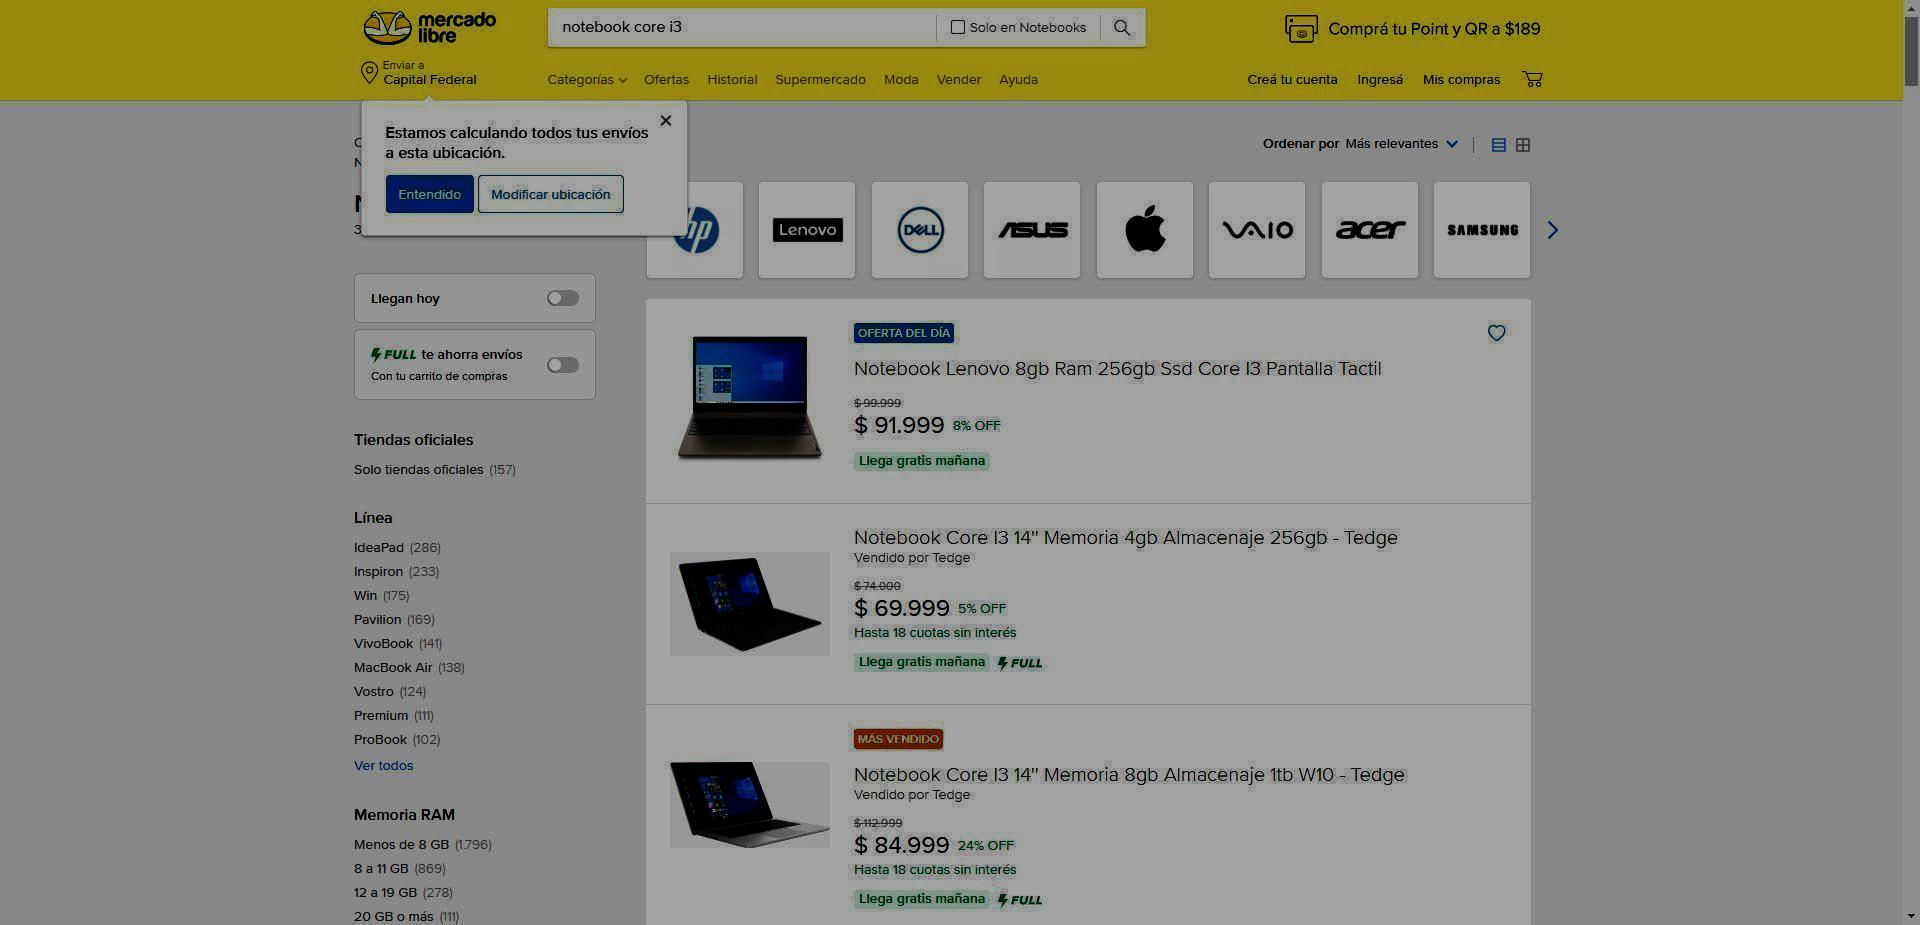 mercado
libre
notebook core i3
Solo en Notebooks
Comprá tu Point y QR a $189
Enviar a
Capital Federal
Categorías
Ofertas
Historial
Supermercado
Moda
Vender
Ayuda
Creá tu cuenta
Ingresá
Mis compras
Estamos calculando todos tus envíos
a esta ubicación.
Entendido
Modificar ubicación
Ordenar por Más relevantes
hp
Lenovo
DELL
ASUS
VAIO
acer
SAMSUNG
Llegan hoy
FULL te ahorra envíos
Con tu carrito de compras
Tiendas oficiales
Solo tiendas oficiales (157)
Línea
IdeaPad (286)
Inspiron (233)
Win (175)
Pavilion (169)
VivoBook (141)
MacBook Air (138)
Vostro (124)
Premium (111)
ProBook (102)
Ver todos
Memoria RAM
Menos de 8 GB (1.796)
8 a 11 GB (869)
12 a 19 GB (278)
20 GB o más (111)
OFERTA DEL DÍA
Notebook Lenovo 8gb Ram 256gb Ssd Core I3 Pantalla Tactil
$ 99.999
$ 91.999 8% OFF
Llega gratis mañana
Notebook Core I3 14'' Memoria 4gb Almacenaje 256gb - Tedge
Vendido por Tedge
$ 74.000
$ 69.999 5% OFF
Hasta 18 cuotas sin interés
Llega gratis mañana FULL
MÁS VENDIDO
Notebook Core I3 14'' Memoria 8gb Almacenaje 1tb W10 - Tedge
Vendido por Tedge
$ 112.999
$ 84.999 24% OFF
Hasta 18 cuotas sin interés
Llega gratis mañana FULL